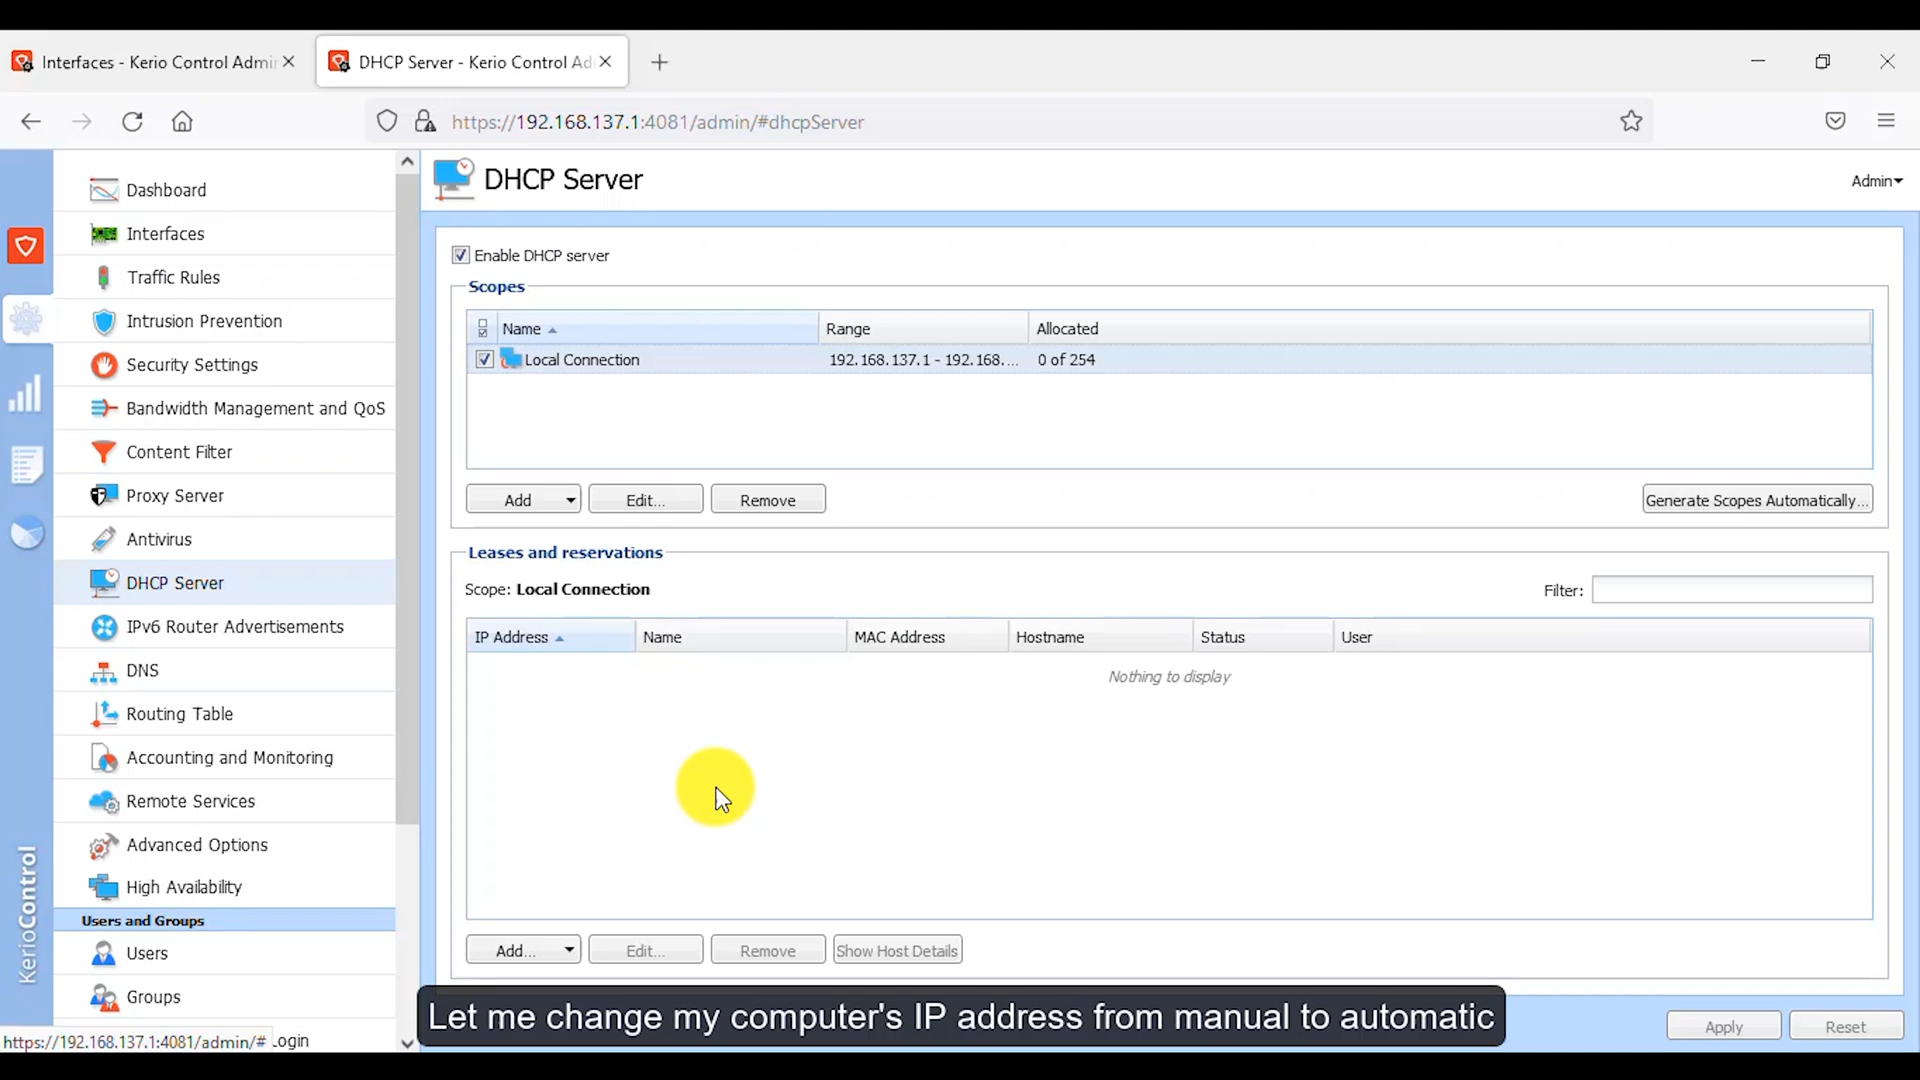 Interfaces - Kerio Control Admi
DHCP Server - Kerio Control Ad
https://192.168.137.1:4081/admin/#dhcpServer
Dashboard
Interfaces
Traffic Rules
Intrusion Prevention
Security Settings
Bandwidth Management and QoS
Content Filter
Proxy Server
Antivirus
DHCP Server
IPv6 Router Advertisements
DNS
Routing Table
Accounting and Monitoring
Remote Services
Advanced Options
High Availability
Users and Groups
Users
Groups
https://192.168.137.1:4081/admin/# Login
KerioControl
DHCP Server
Admin
Enable DHCP server
Scopes
Name Range Allocated
Local Connection 192.168.137.1 - 192.168.... 0 of 254
Add Edit... Remove Generate Scopes Automatically...
Leases and reservations
Scope: Local Connection Filter:
IP Address Name MAC Address Hostname Status User
Nothing to display
Add... Edit... Remove Show Host Details
Let me change my computer's IP address from manual to automatic
Apply Reset